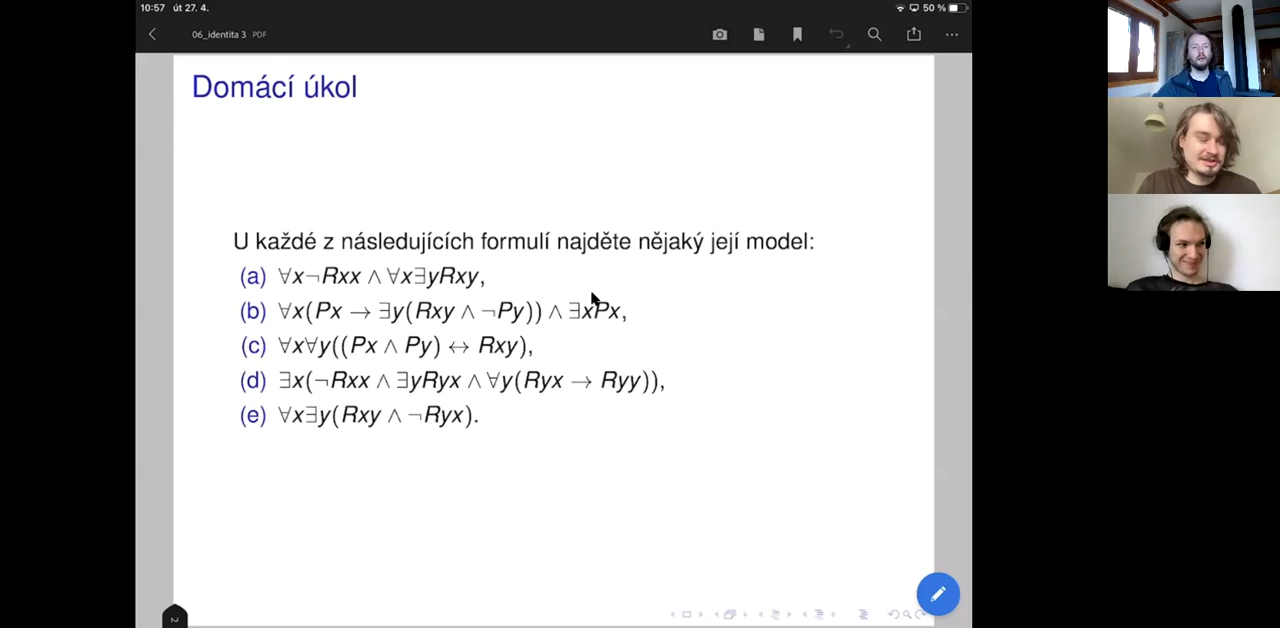 10:57 út 27. 4.
50 %
06_identita 3 PDF
Domácí úkol
U každé z následujících formulí najděte nějaký její model:
(a) ∀x¬Rxx ∧ ∀x∃yRxy,
(b) ∀x(Px → ∃y(Rxy ∧ ¬Py)) ∧ ∃xPx,
(c) ∀x∀y((Px ∧ Py) ↔ Rxy),
(d) ∃x(¬Rxx ∧ ∃yRyx ∧ ∀y(Ryx → Ryy)),
(e) ∀x∃y(Rxy ∧ ¬Ryx).
2